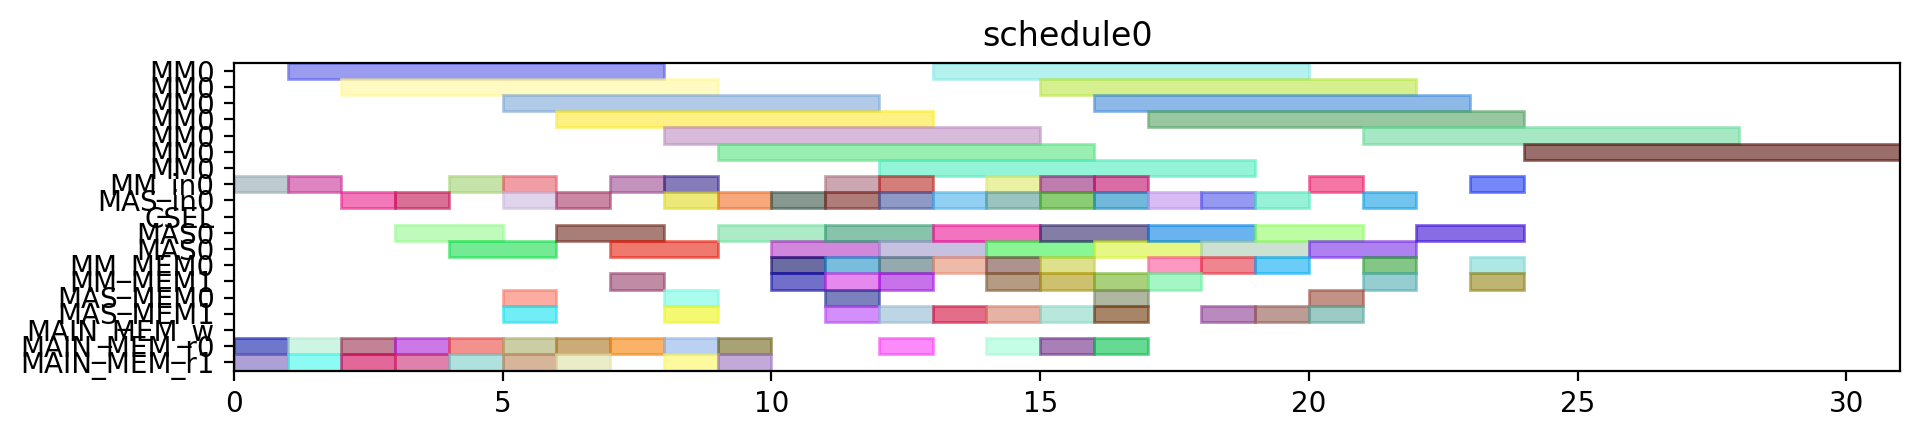 schedule0
MM0
MM0
MM0
MM0
MM0
MM0
MM0
MM_in0
MAS_in0
CSEL
MAS0
MAS0
MM_MEM0
MM_MEM1
MAS_MEM0
MAS_MEM1
MAIN_MEM_w
MAIN_MEM_r0
MAIN_MEM_r1
0 5 10 15 20 25 30